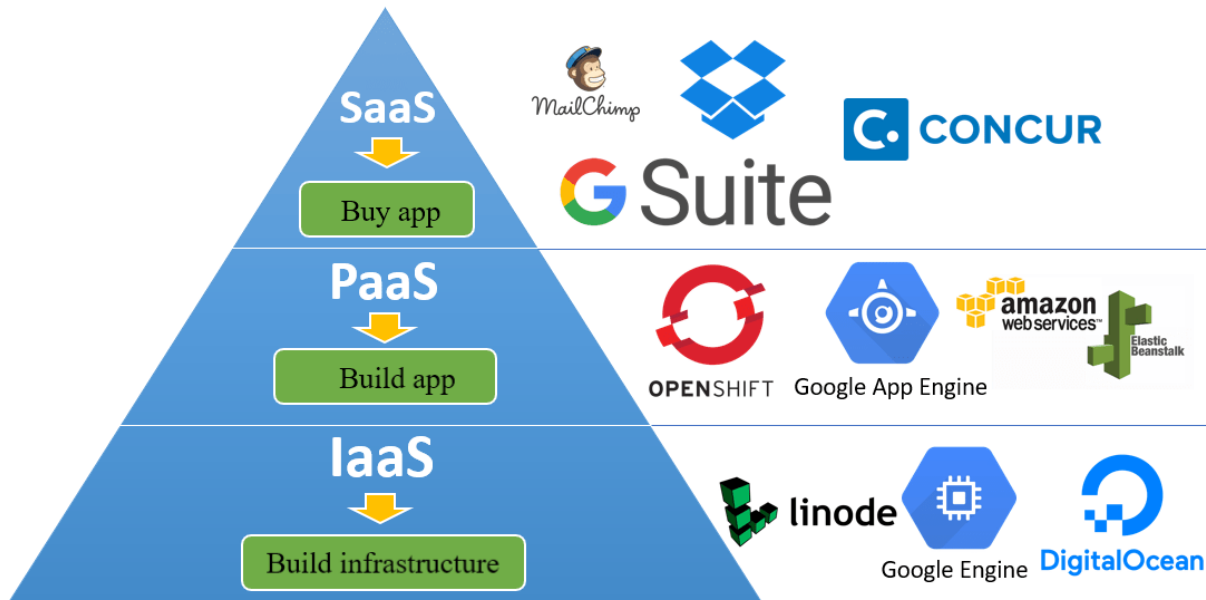 SaaS
Buy app
MailChimp
CONCUR
G Suite
PaaS
Build app
OPENSHIFT
Google App Engine
amazon
web services™
Elastic
Beanstalk
IaaS
Build infrastructure
linode
Google Engine
DigitalOcean